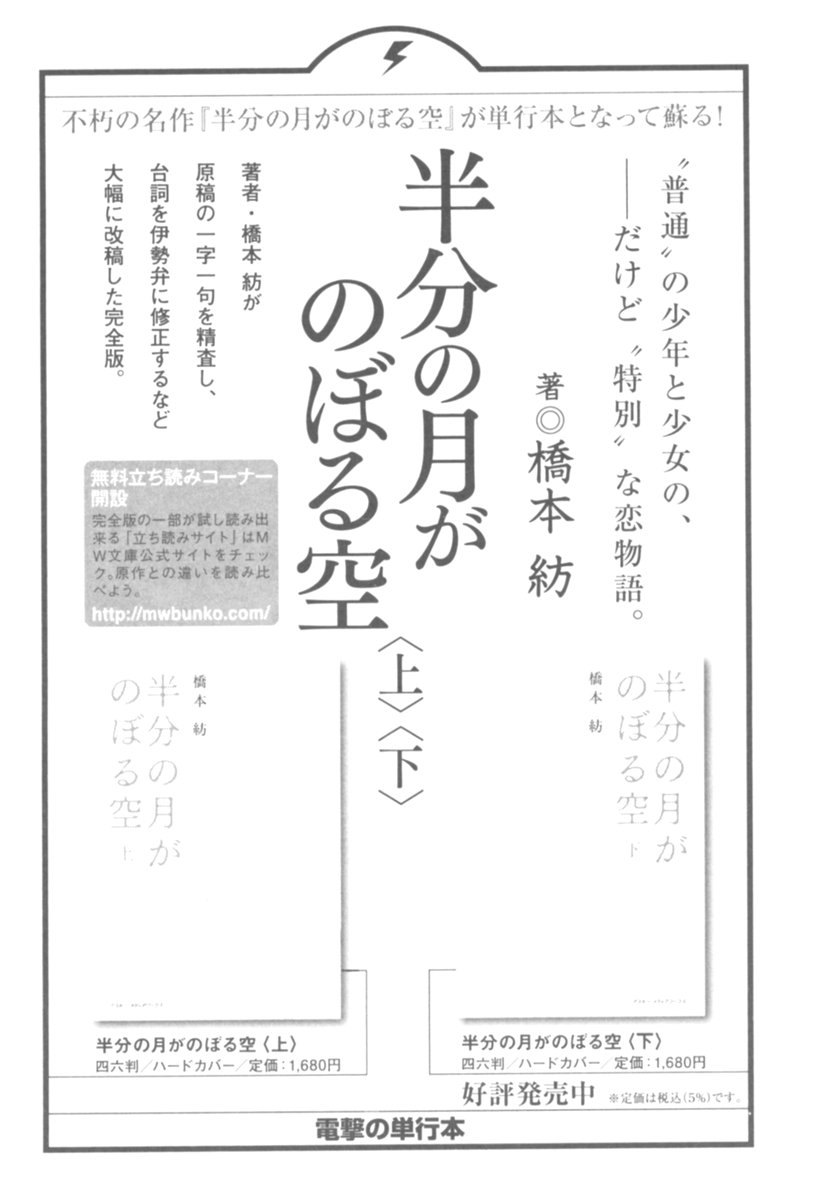 不朽の名作『半分の月がのぼる空』が単行本となって蘇る!
〝普通〟の少年と少女の、
——だけど〝特別〟な恋物語。
著◎橋本 紡
半分の月が
のぼる空
〈上〉〈下〉
著者・橋本 紡が
原稿の一字一句を精査し、
台詞を伊勢弁に修正するなど
大幅に改稿した完全版。
無料立ち読みコーナー
開設
完全版の一部が試し読み出
来る「立ち読みサイト」はM
W文庫公式サイトをチェッ
ク。原作との違いを読み比
べよう。
http://mwbunko.com/
半分の月が
のぼる空 下
橋本 紡
橋本 紡
半分の月が
のぼる空 上
半分の月がのぼる空〈上〉
四六判/ハードカバー/定価:1,680円
半分の月がのぼる空〈下〉
四六判/ハードカバー/定価:1,680円
好評発売中 ※定価は税込(5%)です。
電撃の単行本